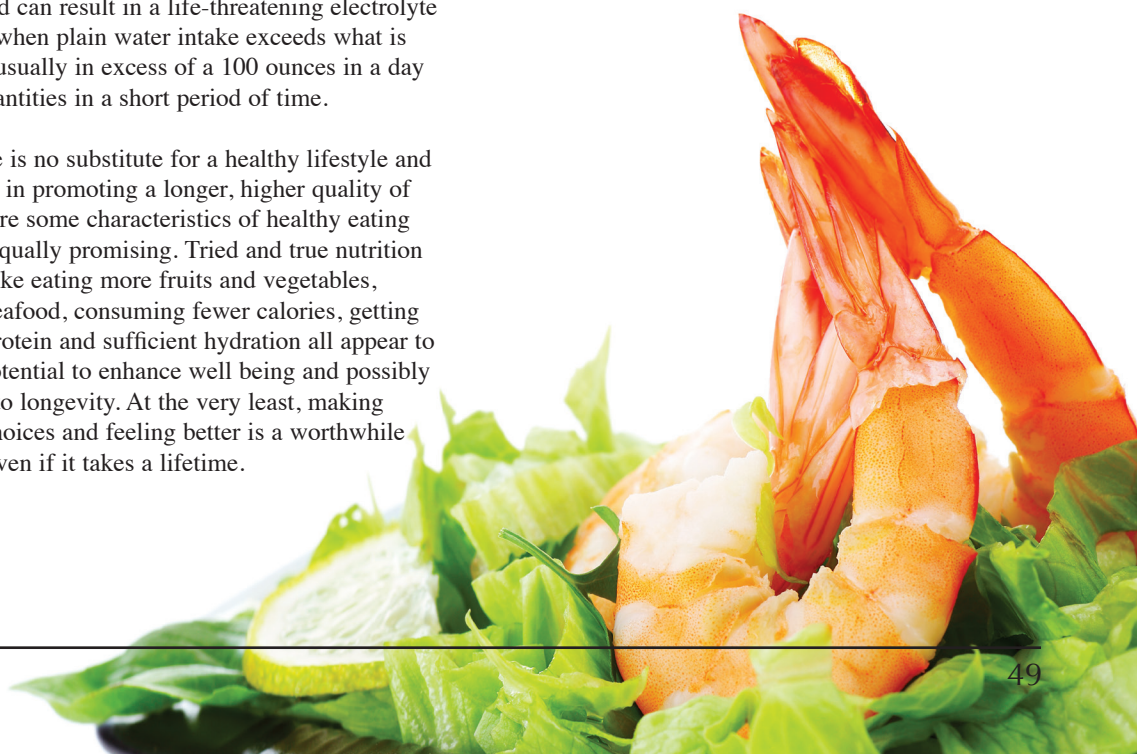 d can result in a life-threatening electrolyte
when plain water intake exceeds what is
usually in excess of a 100 ounces in a day
antities in a short period of time.
e is no substitute for a healthy lifestyle and
in promoting a longer, higher quality of
re some characteristics of healthy eating
qually promising. Tried and true nutrition
ke eating more fruits and vegetables,
eafood, consuming fewer calories, getting
rotein and sufficient hydration all appear to
otential to enhance well being and possibly
o longevity. At the very least, making
hoices and feeling better is a worthwhile
ven if it takes a lifetime.
49